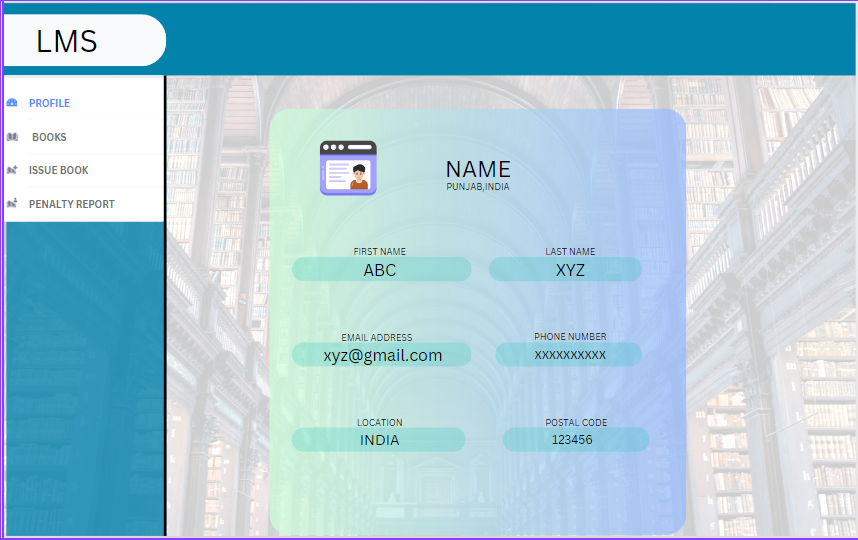 LMS
PROFILE
BOOKS
ISSUE BOOK
PENALTY REPORT
NAME
PUNJAB,INDIA
FIRST NAME
LAST NAME
ABC
XYZ
EMAIL ADDRESS
PHONE NUMBER
xyz@gmail.com
XXXXXXXXXX
LOCATION
POSTAL CODE
INDIA
123456